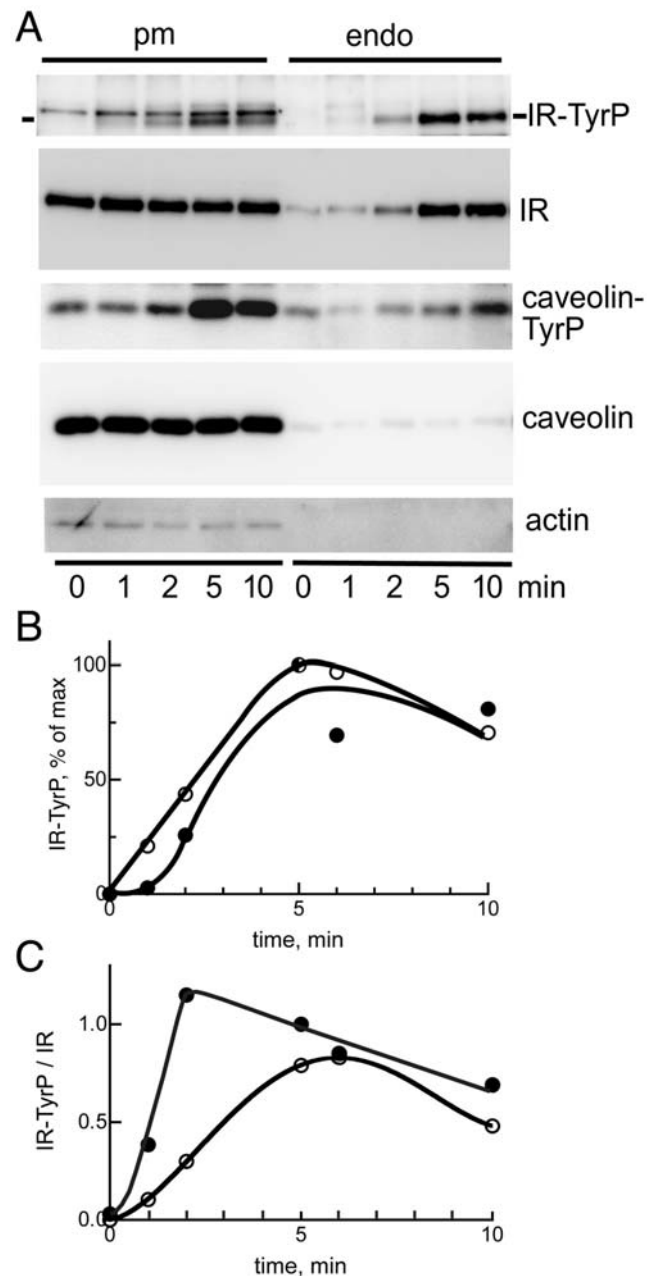 A
pm endo
IR-TyrP
IR
caveolin-
TyrP
caveolin
actin
0 1 2 5 10 0 1 2 5 10 min
B
100
50
0
IR-TyrP, % of max
0 5 10
time, min
C
1.0
0.5
0.0
IR-TyrP / IR
0 5 10
time, min